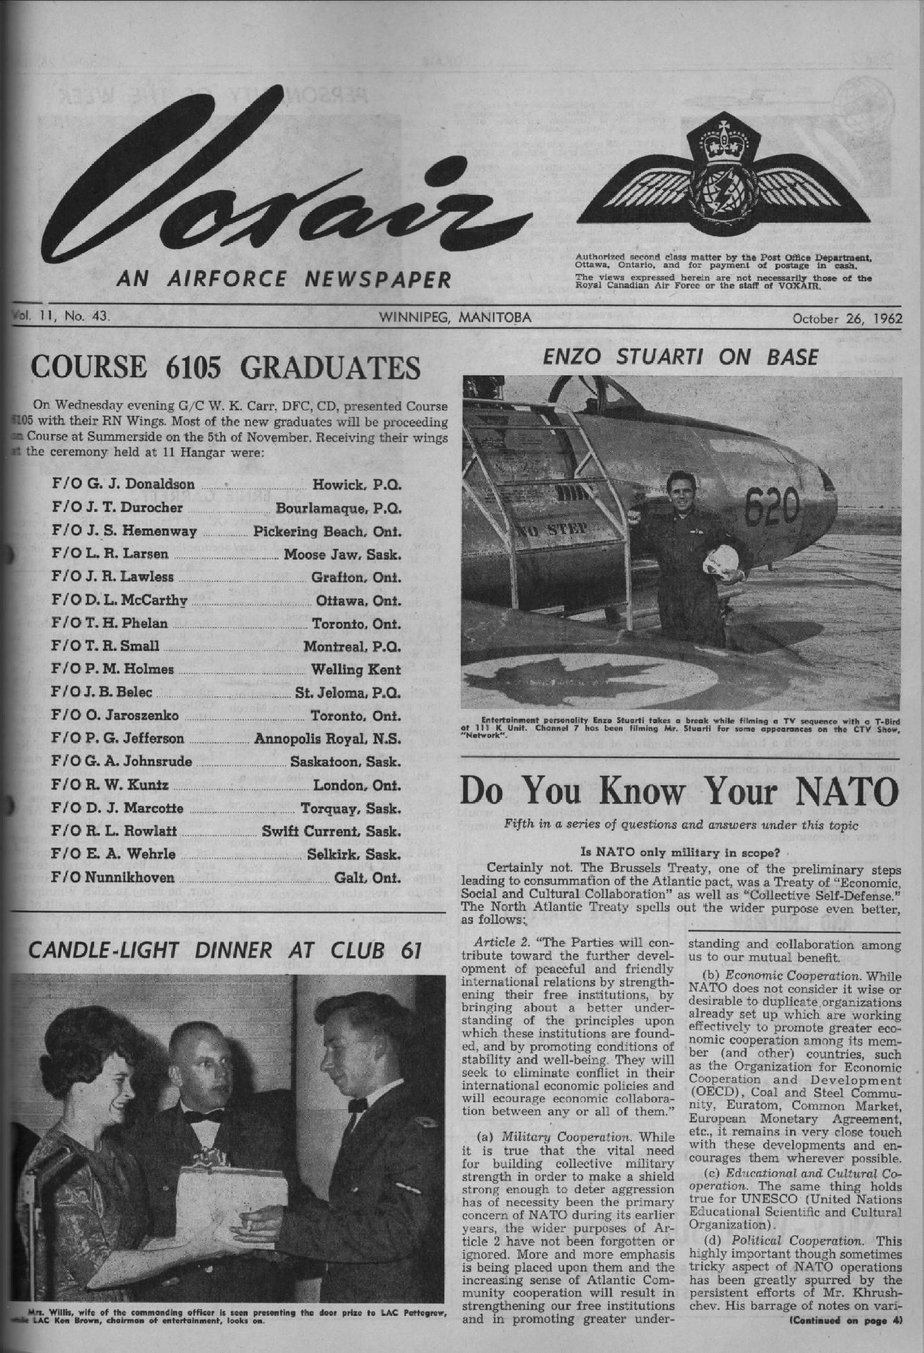 Voxair
AN AIRFORCE NEWSPAPER
Authorized second class matter by the Post Office Department,
Ottawa, Ontario, and for payment of postage in cash.
The views expressed herein are not necessarily those of the
Royal Canadian Air Force or the staff of VOXAIR.
Vol. 11, No. 43.
WINNIPEG, MANITOBA
October 26, 1962
COURSE 6105 GRADUATES
On Wednesday evening G/C W. K. Carr, DFC, CD, presented Course
6105 with their RN Wings. Most of the new graduates will be proceeding
on Course at Summerside on the 5th of November. Receiving their wings
at the ceremony held at 11 Hangar were:
F/O G. J. Donaldson Howick, P.Q.
F/O J. T. Durocher Bourlamaque, P.Q.
F/O J. S. Hemenway Pickering Beach, Ont.
F/O L. R. Larsen Moose Jaw, Sask.
F/O J. R. Lawless Grafton, Ont.
F/O D. L. McCarthy Ottawa, Ont.
F/O T. H. Phelan Toronto, Ont.
F/O T. R. Small Montreal, P.Q.
F/O P. M. Holmes Welling Kent
F/O J. B. Belec St. Jeloma, P.Q.
F/O O. Jaroszenko Toronto, Ont.
F/O P. G. Jefferson Annopolis Royal, N.S.
F/O G. A. Johnsrude Saskatoon, Sask.
F/O R. W. Kuntz London, Ont.
F/O D. J. Marcotte Torquay, Sask.
F/O R. L. Rowlatt Swift Current, Sask.
F/O E. A. Wehrle Selkirk, Sask.
F/O Nunnikhoven Galt, Ont.
CANDLE-LIGHT DINNER AT CLUB 61
Mrs. Willis, wife of the commanding officer is seen presenting the door prize to LAC Pettegrew,
while LAC Ken Brown, chairman of entertainment, looks on.
ENZO STUARTI ON BASE
NO STEP
620
Entertainment personality Enzo Stuarti takes a break while filming a TV sequence with a T-Bird
at 111 K Unit. Channel 7 has been filming Mr. Stuarti for some appearances on the CTV Show,
"Network".
Do You Know Your NATO
Fifth in a series of questions and answers under this topic
Is NATO only military in scope?
Certainly not. The Brussels Treaty, one of the preliminary steps
leading to consummation of the Atlantic pact, was a Treaty of "Economic,
Social and Cultural Collaboration" as well as "Collective Self-Defense."
The North Atlantic Treaty spells out the wider purpose even better,
as follows:
Article 2. "The Parties will con-
tribute toward the further devel-
opment of peaceful and friendly
international relations by strength-
ening their free institutions, by
bringing about a better under-
standing of the principles upon
which these institutions are found-
ed, and by promoting conditions of
stability and well-being. They will
seek to eliminate conflict in their
international economic policies and
will ecourage economic collabora-
tion between any or all of them."
(a) Military Cooperation. While
it is true that the vital need
for building collective military
strength in order to make a shield
strong enough to deter aggression
has of necessity been the primary
concern of NATO during its earlier
years, the wider purposes of Ar-
ticle 2 have not been forgotten or
ignored. More and more emphasis
is being placed upon them and the
increasing sense of Atlantic Com-
munity cooperation will result in
strengthening our free institutions
and in promoting greater under-
standing and collaboration among
us to our mutual benefit.
(b) Economic Cooperation. While
NATO does not consider it wise or
desirable to duplicate organizations
already set up which are working
effectively to promote greater eco-
nomic cooperation among its mem-
ber (and other) countries, such
as the Organization for Economic
Cooperation and Development
(OECD), Coal and Steel Commu-
nity, Euratom, Common Market,
European Monetary Agreement,
etc., it remains in very close touch
with these developments and en-
courages them wherever possible.
(c) Educational and Cultural Co-
operation. The same thing holds
true for UNESCO (United Nations
Educational Scientific and Cultural
Organization).
(d) Political Cooperation. This
highly important though sometimes
tricky aspect of NATO operations
has been greatly spurred by the
persistent efforts of Mr. Khrush-
chev. His barrage of notes on vari-
(Continued on page 4)